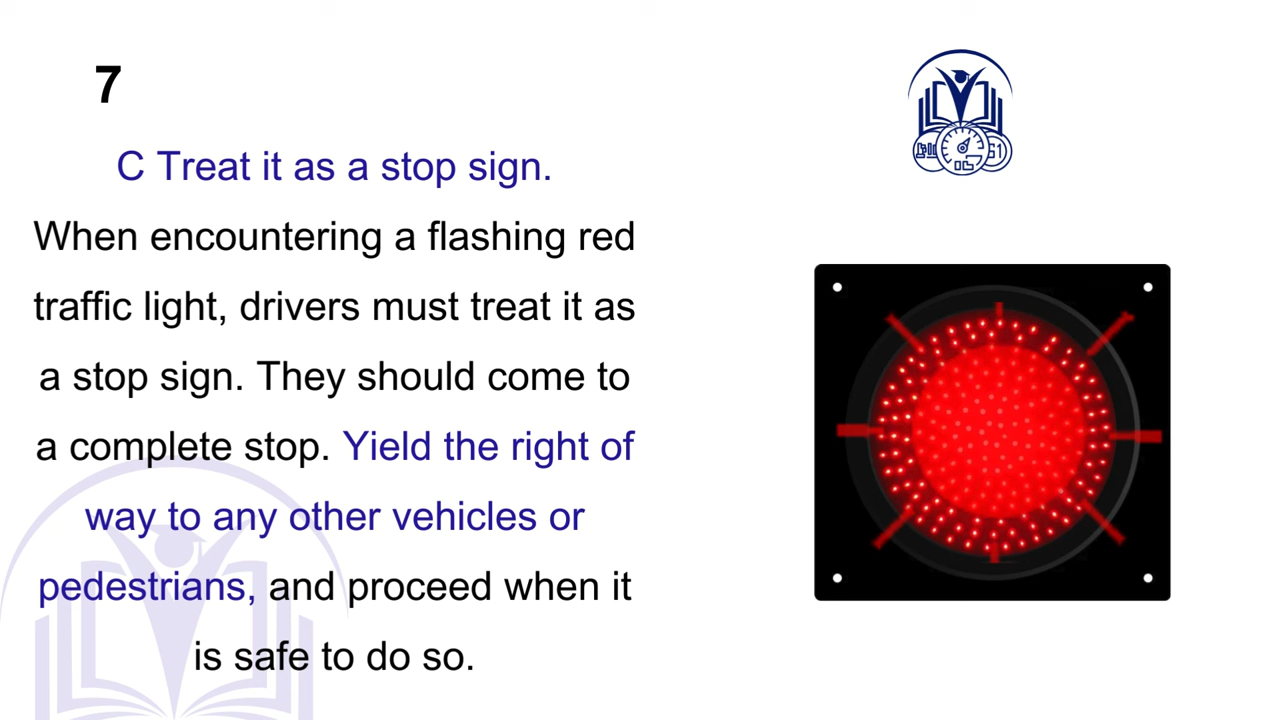 7
C Treat it as a stop sign.
When encountering a flashing red
traffic light, drivers must treat it as
a stop sign. They should come to
a complete stop. Yield the right of
way to any other vehicles or
pedestrians, and proceed when it
is safe to do so.